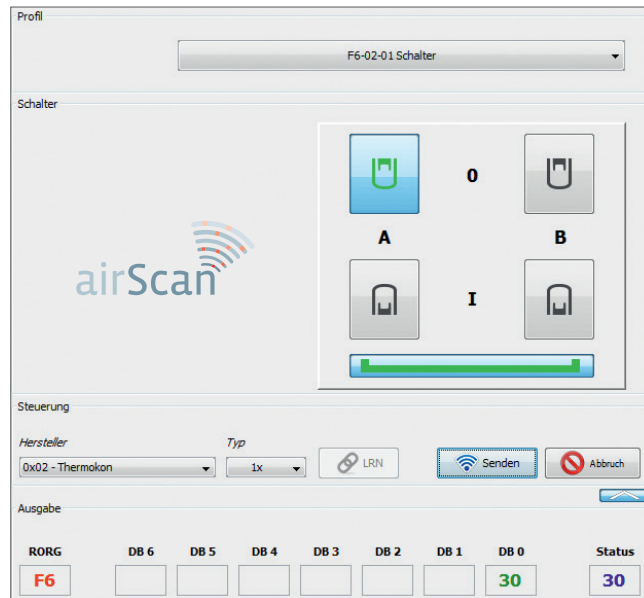 Profil
F6-02-01 Schalter
Schalter
0
A B
airScan
I
Steuerung
Hersteller Typ
0x02 - Thermokon 1x LRN Senden Abbruch
Ausgabe
RORG DB 6 DB 5 DB 4 DB 3 DB 2 DB 1 DB 0 Status
F6 30 30